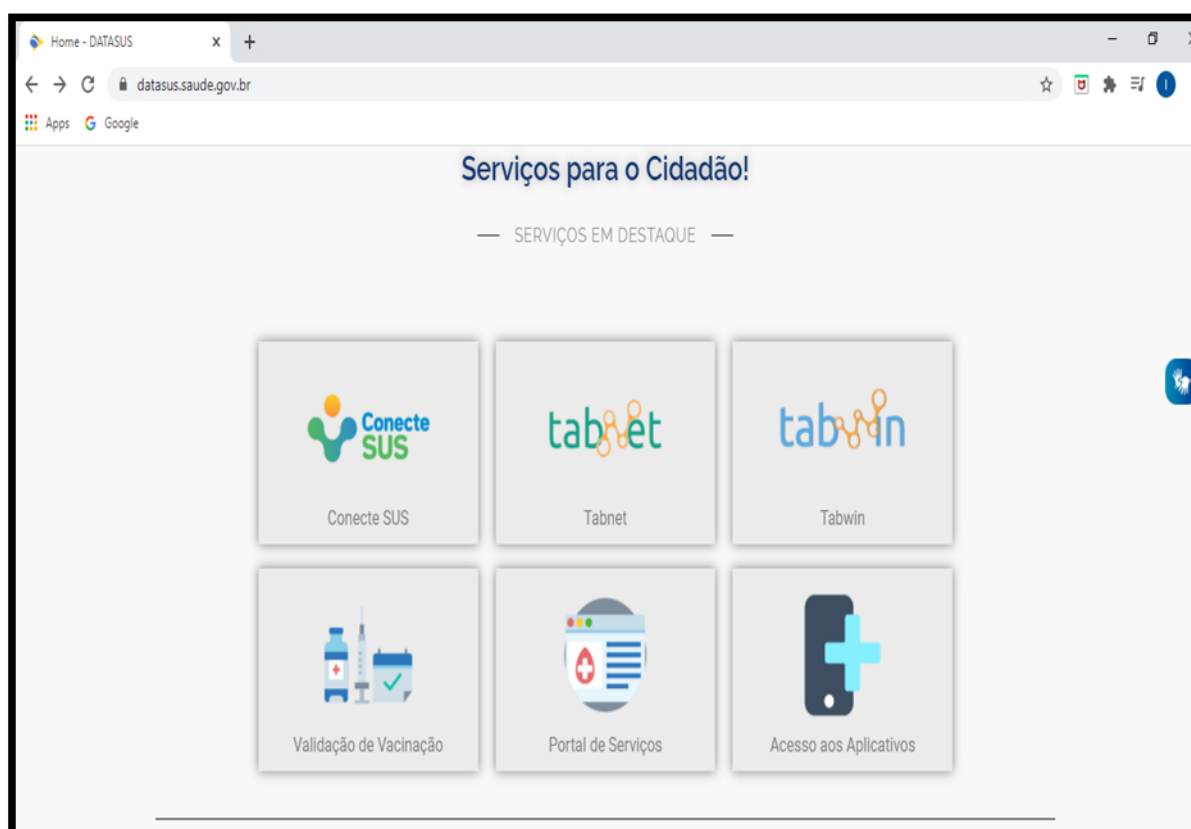 Home - DATASUS
datasus.saude.gov.br
I
Apps G Google
Serviços para o Cidadão!
SERVIÇOS EM DESTAQUE
Conecte
SUS
tabnet
tabwin
Conecte SUS
Tabnet
Tabwin
Validação de Vacinação
Portal de Serviços
Acesso aos Aplicativos